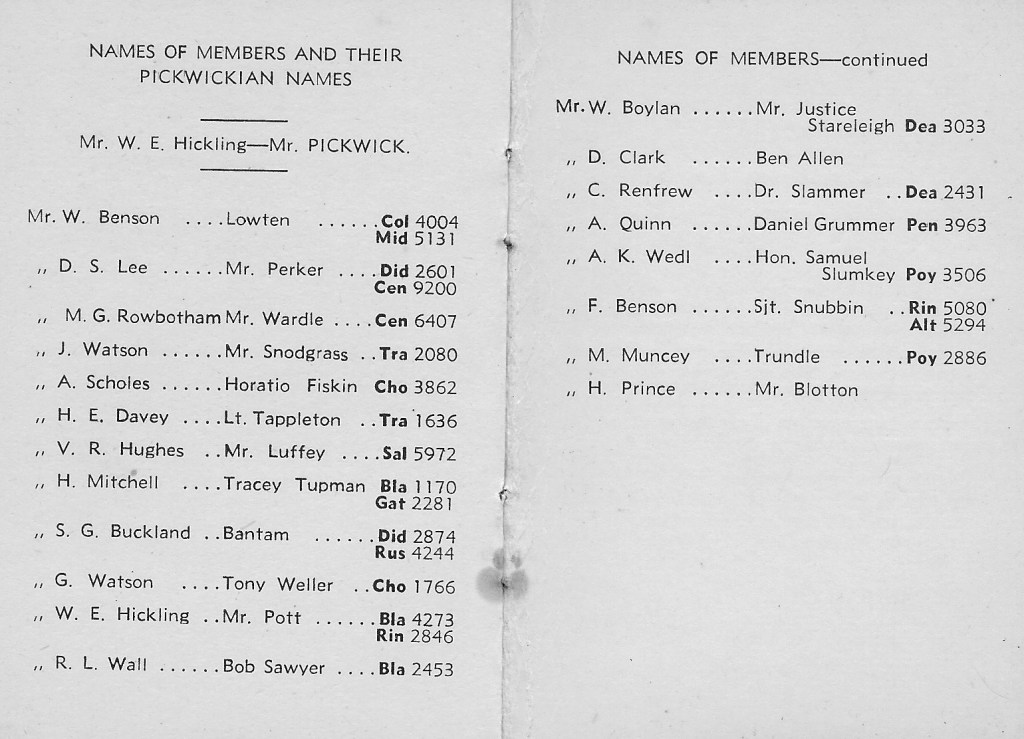 NAMES OF MEMBERS AND THEIR
PICKWICKIAN NAMES
Mr. W. E. Hickling—Mr. PICKWICK.
Mr. W. Benson ....Lowten ......Col 4004
Mid 5131
,, D. S. Lee ......Mr. Perker ....Did 2601
Cen 9200
,, M. G. Rowbotham Mr. Wardle ....Cen 6407
,, J. Watson ......Mr. Snodgrass ..Tra 2080
,, A. Scholes ......Horatio Fiskin Cho 3862
,, H. E. Davey ....Lt. Tappleton ..Tra 1636
,, V. R. Hughes ..Mr. Luffey ....Sal 5972
,, H. Mitchell ....Tracey Tupman Bla 1170
Gat 2281
,, S. G. Buckland ..Bantam ......Did 2874
Rus 4244
,, G. Watson ....Tony Weller ..Cho 1766
,, W. E. Hickling ..Mr. Pott ......Bla 4273
Rin 2846
,, R. L. Wall ......Bob Sawyer ....Bla 2453
NAMES OF MEMBERS—continued
Mr. W. Boylan ......Mr. Justice
Stareleigh Dea 3033
,, D. Clark ......Ben Allen
,, C. Renfrew ....Dr. Slammer ..Dea 2431
,, A. Quinn ......Daniel Grummer Pen 3963
,, A. K. Wedl ....Hon. Samuel
Slumkey Poy 3506
,, F. Benson ......Sjt. Snubbin ..Rin 5080
Alt 5294
,, M. Muncey ....Trundle ......Poy 2886
,, H. Prince ......Mr. Blotton